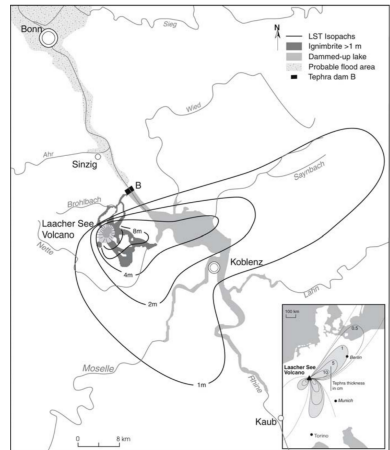 Bonn
Sieg
N
LST Isopachs
Ignimbrite >1 m
Dammed-up lake
Probable flood area
Tephra dam B
Wied
Ahr
Sinzig
Saynbach
B
Brohlbach
Laacher See
Volcano
8m
Nette
4m
Koblenz
2m
Lahn
Moselle
1m
Rhine
Kaub
0 8 km
100 km
0.5
1
Berlin
Laacher See
Volcano
Tephra thickness
in cm
Munich
Torino